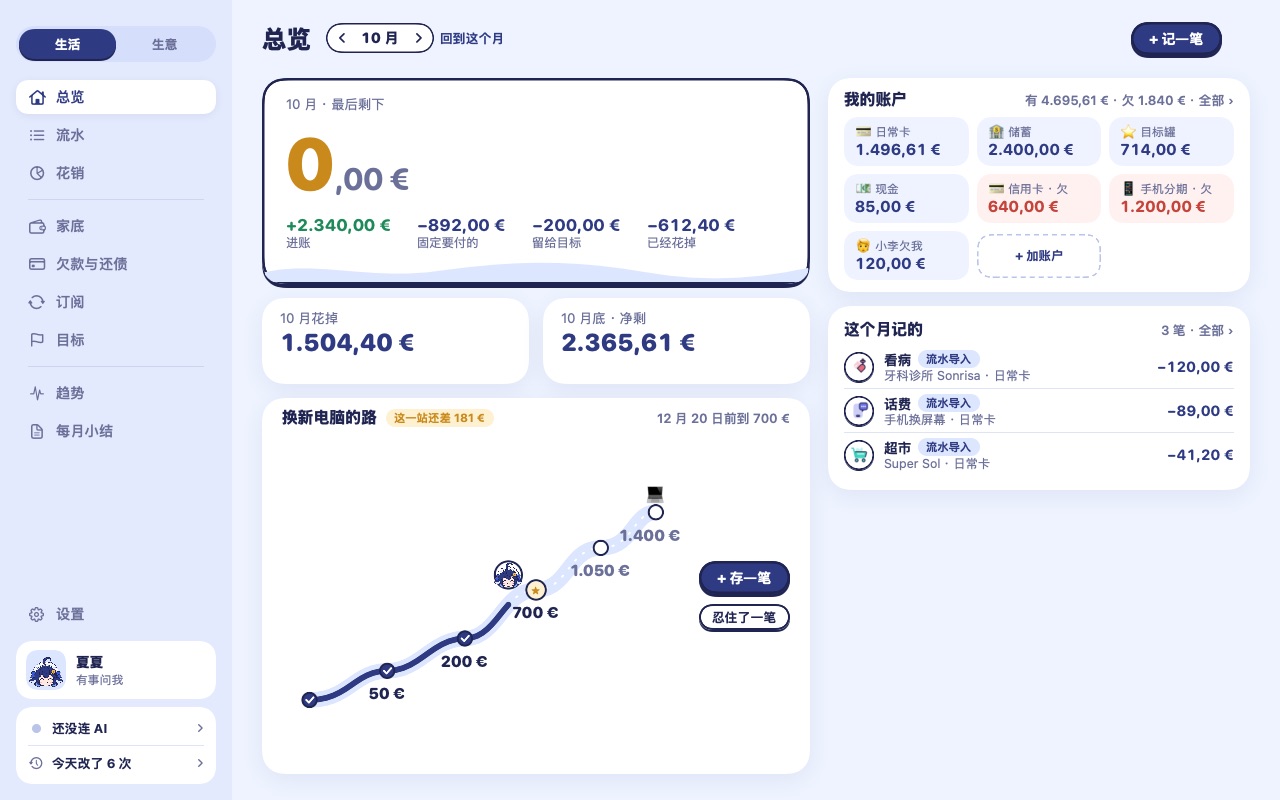 生活
生意
总览
流水
花销
家底
欠款与还债
订阅
目标
趋势
每月小结
设置
夏夏
有事问我
还没连 AI
今天改了 6 次
总览
10 月
回到这个月
+ 记一笔
10 月 · 最后剩下
0,00 €
+2.340,00 €
进账
−892,00 €
固定要付的
−200,00 €
留给目标
−612,40 €
已经花掉
10 月花掉
1.504,40 €
10 月底 · 净剩
2.365,61 €
换新电脑的路
这一站还差 181 €
12 月 20 日前到 700 €
1.400 €
1.050 €
700 €
200 €
50 €
+ 存一笔
忍住了一笔
我的账户
有 4.695,61 € · 欠 1.840 € · 全部 ›
日常卡
1.496,61 €
储蓄
2.400,00 €
目标罐
714,00 €
现金
85,00 €
信用卡 · 欠
640,00 €
手机分期 · 欠
1.200,00 €
小李欠我
120,00 €
+ 加账户
这个月记的
3 笔 · 全部 ›
看病 流水导入
牙科诊所 Sonrisa · 日常卡
−120,00 €
话费 流水导入
手机换屏幕 · 日常卡
−89,00 €
超市 流水导入
Super Sol · 日常卡
−41,20 €